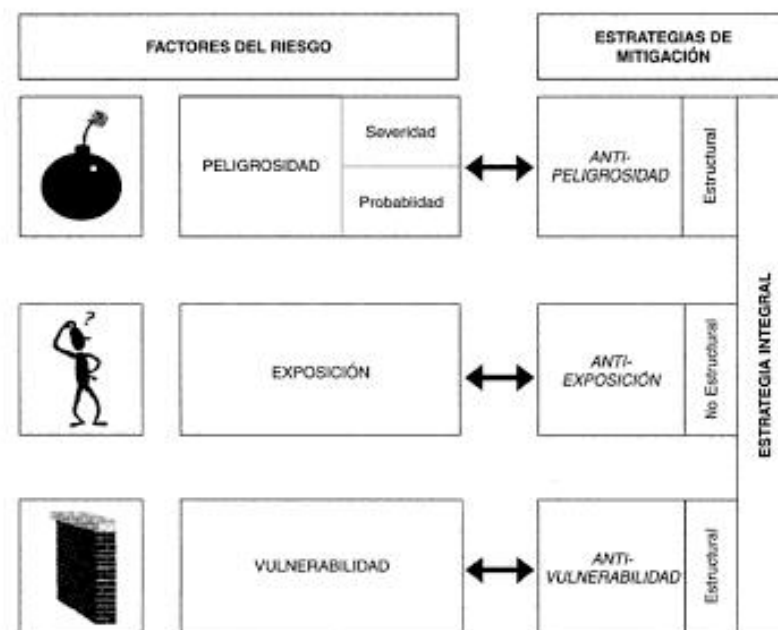 FACTORES DEL RIESGO
ESTRATEGIAS DE
MITIGACIÓN
PELIGROSIDAD
Severidad
Probablidad
ANTI-
PELIGROSIDAD
Estructural
?
EXPOSICIÓN
ANTI-
EXPOSICIÓN
No Estructural
VULNERABILIDAD
ANTI-
VULNERABILIDAD
Estructural
ESTRATEGIA INTEGRAL